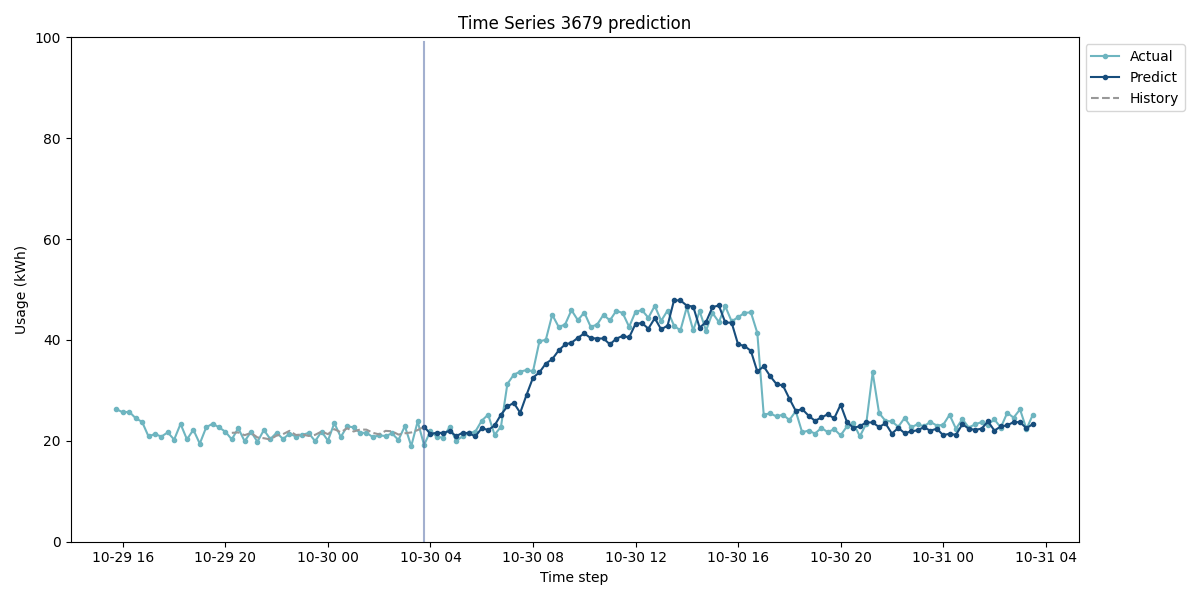 Time Series 3679 prediction
100
80
60
40
20
0
Usage (kWh)
10-29 16
10-29 20
10-30 00
10-30 04
10-30 08
10-30 12
10-30 16
10-30 20
10-31 00
10-31 04
Time step
Actual
Predict
History